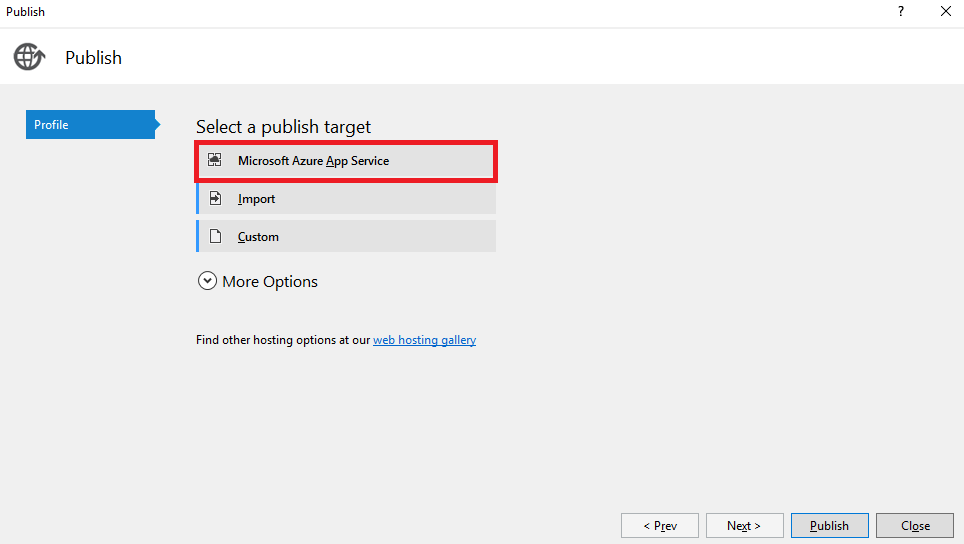 Publish
?
Publish
Profile
Select a publish target
Microsoft Azure App Service
Import
Custom
More Options
Find other hosting options at our web hosting gallery
< Prev
Next >
Publish
Close